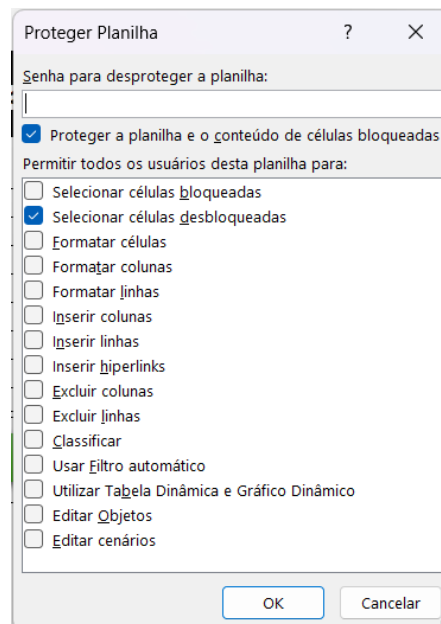 Proteger Planilha ?
Senha para desproteger a planilha:
Proteger a planilha e o conteúdo de células bloqueadas
Permitir todos os usuários desta planilha para:
Selecionar células bloqueadas
Selecionar células desbloqueadas
Formatar células
Formatar colunas
Formatar linhas
Inserir colunas
Inserir linhas
Inserir hiperlinks
Excluir colunas
Excluir linhas
Classificar
Usar Filtro automático
Utilizar Tabela Dinâmica e Gráfico Dinâmico
Editar Objetos
Editar cenários
OK Cancelar